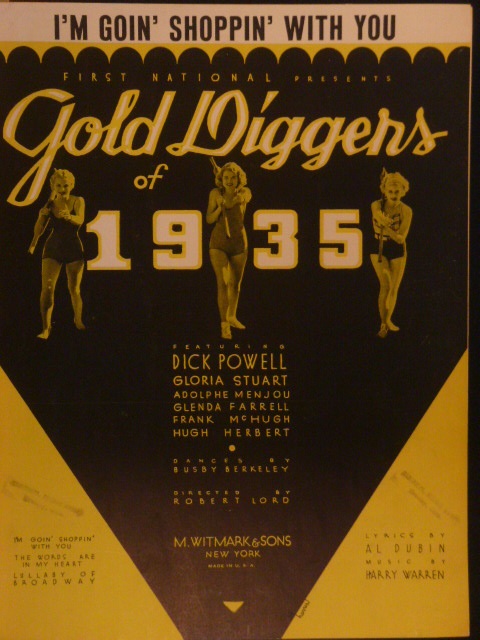 I'M GOIN' SHOPPIN' WITH YOU
FIRST NATIONAL PRESENTS
Gold Diggers
of
1935
FEATURING
DICK POWELL
GLORIA STUART
ADOLPHE MENJOU
GLENDA FARRELL
FRANK McHUGH
HUGH HERBERT
DANCES BY
BUSBY BERKELEY
DIRECTED BY
ROBERT LORD
I'M GOIN' SHOPPIN'
WITH YOU
THE WORDS ARE
IN MY HEART
LULLABY OF
BROADWAY
M. WITMARK & SONS
NEW YORK
MADE IN U.S.A
LYRICS BY
AL DUBIN
MUSIC BY
HARRY WARREN